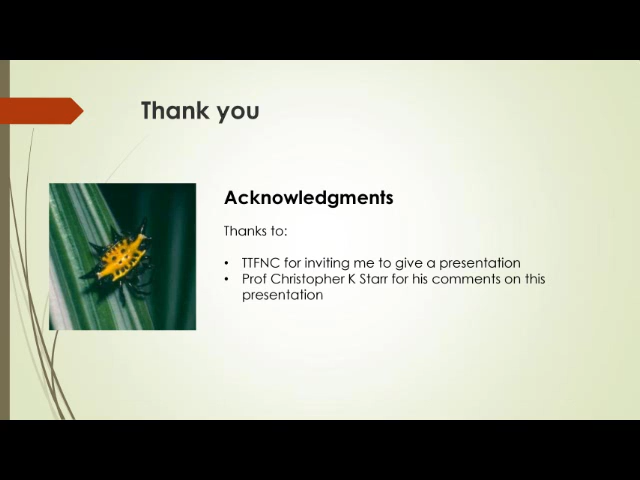 Thank you
Acknowledgments
Thanks to:
• TTFNC for inviting me to give a presentation
• Prof Christopher K Starr for his comments on this
presentation